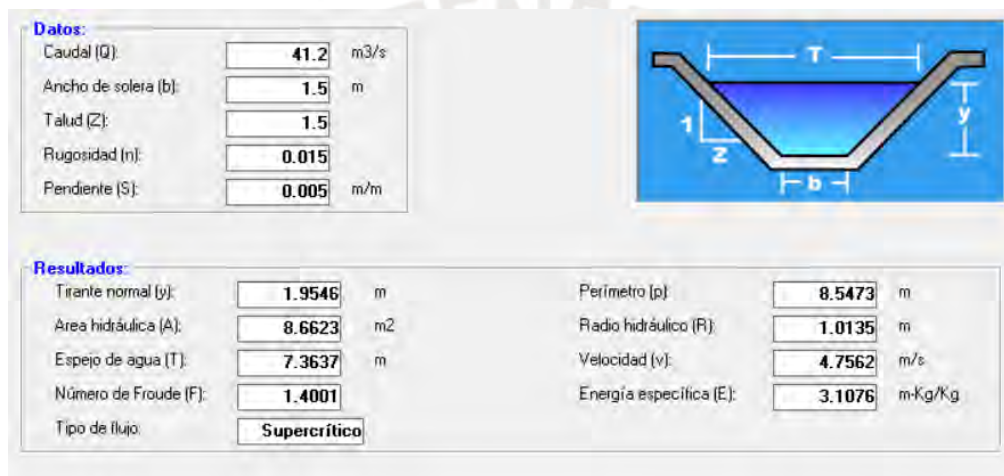 Datos:
Caudal (Q): 41.2 m3/s
Ancho de solera (b): 1.5 m
Talud (Z): 1.5
Rugosidad (n): 0.015
Pendiente (S): 0.005 m/m
T
1
Z
y
b
Resultados:
Tirante normal (y): 1.9546 m
Area hidráulica (A): 8.6623 m2
Espejo de agua (T): 7.3637 m
Número de Froude (F): 1.4001
Tipo de flujo: Supercrítico
Perímetro (p): 8.5473 m
Radio hidráulico (R): 1.0135 m
Velocidad (v): 4.7562 m/s
Energía específica (E): 3.1076 m-Kg/Kg